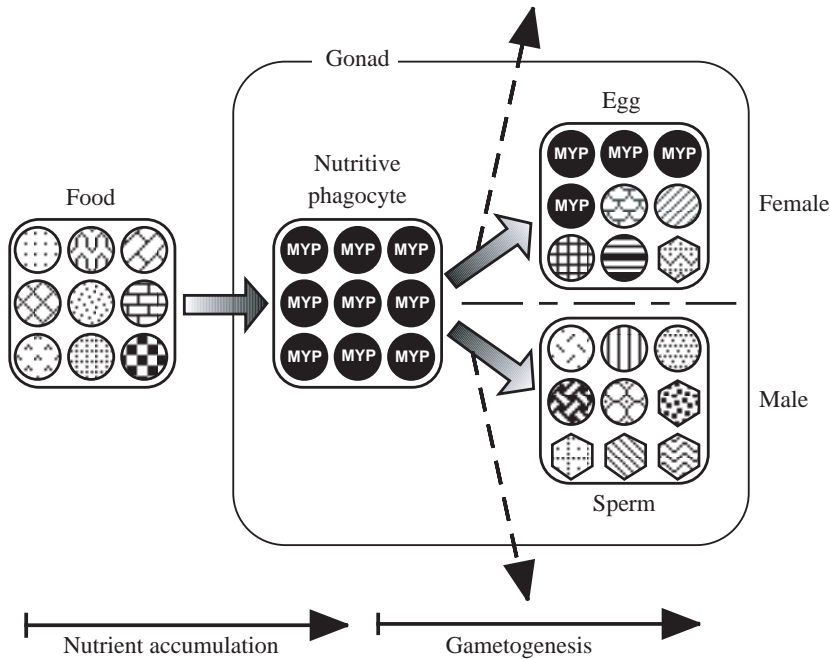 Gonad
Egg
MYP MYP MYP
MYP
Female
Nutritive
phagocyte
Food
MYP MYP MYP
MYP MYP MYP
MYP MYP MYP
Male
Sperm
Nutrient accumulation
Gametogenesis